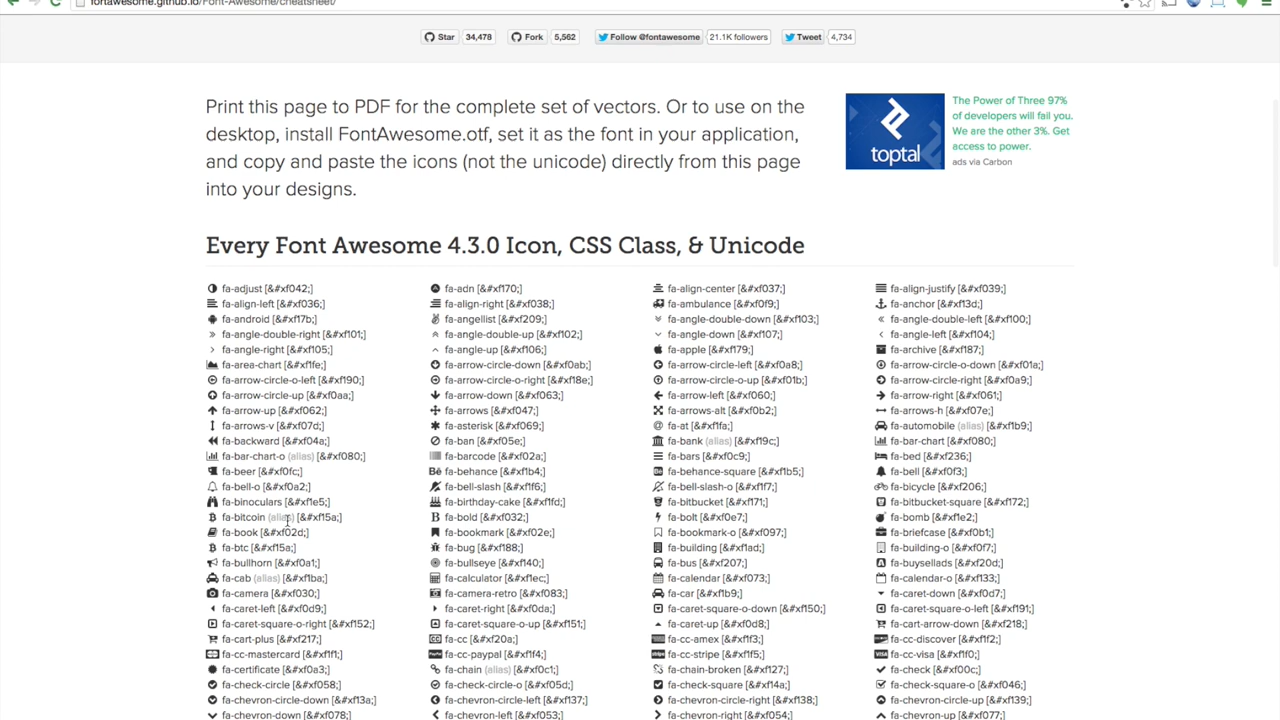 fontawesome.github.io/Font-Awesome/cheatsheet/
Star 34,478 Fork 5,562 Follow @fontawesome 21.1K followers Tweet 4,734
Print this page to PDF for the complete set of vectors. Or to use on the
desktop, install FontAwesome.otf, set it as the font in your application,
and copy and paste the icons (not the unicode) directly from this page
into your designs.
toptal
The Power of Three 97%
of developers will fail you.
We are the other 3%. Get
access to power.
ads via Carbon
Every Font Awesome 4.3.0 Icon, CSS Class, & Unicode
fa-adjust [&#xf042;] fa-adn [&#xf170;] fa-align-center [&#xf037;] fa-align-justify [&#xf039;]
fa-align-left [&#xf036;] fa-align-right [&#xf038;] fa-ambulance [&#xf0f9;] fa-anchor [&#xf13d;]
fa-android [&#xf17b;] fa-angellist [&#xf209;] fa-angle-double-down [&#xf103;] fa-angle-double-left [&#xf100;]
fa-angle-double-right [&#xf101;] fa-angle-double-up [&#xf102;] fa-angle-down [&#xf107;] fa-angle-left [&#xf104;]
fa-angle-right [&#xf105;] fa-angle-up [&#xf106;] fa-apple [&#xf179;] fa-archive [&#xf187;]
fa-area-chart [&#xf1fe;] fa-arrow-circle-down [&#xf0ab;] fa-arrow-circle-left [&#xf0a8;] fa-arrow-circle-o-down [&#xf01a;]
fa-arrow-circle-o-left [&#xf190;] fa-arrow-circle-o-right [&#xf18e;] fa-arrow-circle-o-up [&#xf01b;] fa-arrow-circle-right [&#xf0a9;]
fa-arrow-circle-up [&#xf0aa;] fa-arrow-down [&#xf063;] fa-arrow-left [&#xf060;] fa-arrow-right [&#xf061;]
fa-arrow-up [&#xf062;] fa-arrows [&#xf047;] fa-arrows-alt [&#xf0b2;] fa-arrows-h [&#xf07e;]
fa-arrows-v [&#xf07d;] fa-asterisk [&#xf069;] fa-at [&#xf1fa;] fa-automobile (alias) [&#xf1b9;]
fa-backward [&#xf04a;] fa-ban [&#xf05e;] fa-bank (alias) [&#xf19c;] fa-bar-chart [&#xf080;]
fa-bar-chart-o (alias) [&#xf080;] fa-barcode [&#xf02a;] fa-bars [&#xf0c9;] fa-bed [&#xf236;]
fa-beer [&#xf0fc;] fa-behance [&#xf1b4;] fa-behance-square [&#xf1b5;] fa-bell [&#xf0f3;]
fa-bell-o [&#xf0a2;] fa-bell-slash [&#xf1f6;] fa-bell-slash-o [&#xf1f7;] fa-bicycle [&#xf206;]
fa-binoculars [&#xf1e5;] fa-birthday-cake [&#xf1fd;] fa-bitbucket [&#xf171;] fa-bitbucket-square [&#xf172;]
fa-bitcoin (alias) [&#xf15a;] fa-bold [&#xf032;] fa-bolt [&#xf0e7;] fa-bomb [&#xf1e2;]
fa-book [&#xf02d;] fa-bookmark [&#xf02e;] fa-bookmark-o [&#xf097;] fa-briefcase [&#xf0b1;]
fa-btc [&#xf15a;] fa-bug [&#xf188;] fa-building [&#xf1ad;] fa-building-o [&#xf0f7;]
fa-bullhorn [&#xf0a1;] fa-bullseye [&#xf140;] fa-bus [&#xf207;] fa-buysellads [&#xf20d;]
fa-cab (alias) [&#xf1ba;] fa-calculator [&#xf1ec;] fa-calendar [&#xf073;] fa-calendar-o [&#xf133;]
fa-camera [&#xf030;] fa-camera-retro [&#xf083;] fa-car [&#xf1b9;] fa-caret-down [&#xf0d7;]
fa-caret-left [&#xf0d9;] fa-caret-right [&#xf0da;] fa-caret-square-o-down [&#xf150;] fa-caret-square-o-left [&#xf191;]
fa-caret-square-o-right [&#xf152;] fa-caret-square-o-up [&#xf151;] fa-caret-up [&#xf0d8;] fa-cart-arrow-down [&#xf218;]
fa-cart-plus [&#xf217;] fa-cc [&#xf20a;] fa-cc-amex [&#xf1f3;] fa-cc-discover [&#xf1f2;]
fa-cc-mastercard [&#xf1f1;] fa-cc-paypal [&#xf1f4;] fa-cc-stripe [&#xf1f5;] fa-cc-visa [&#xf1f0;]
fa-certificate [&#xf0a3;] fa-chain (alias) [&#xf0c1;] fa-chain-broken [&#xf127;] fa-check [&#xf00c;]
fa-check-circle [&#xf058;] fa-check-circle-o [&#xf05d;] fa-check-square [&#xf14a;] fa-check-square-o [&#xf046;]
fa-chevron-circle-down [&#xf13a;] fa-chevron-circle-left [&#xf137;] fa-chevron-circle-right [&#xf138;] fa-chevron-circle-up [&#xf139;]
fa-chevron-down [&#xf078;] fa-chevron-left [&#xf053;] fa-chevron-right [&#xf054;] fa-chevron-up [&#xf077;]